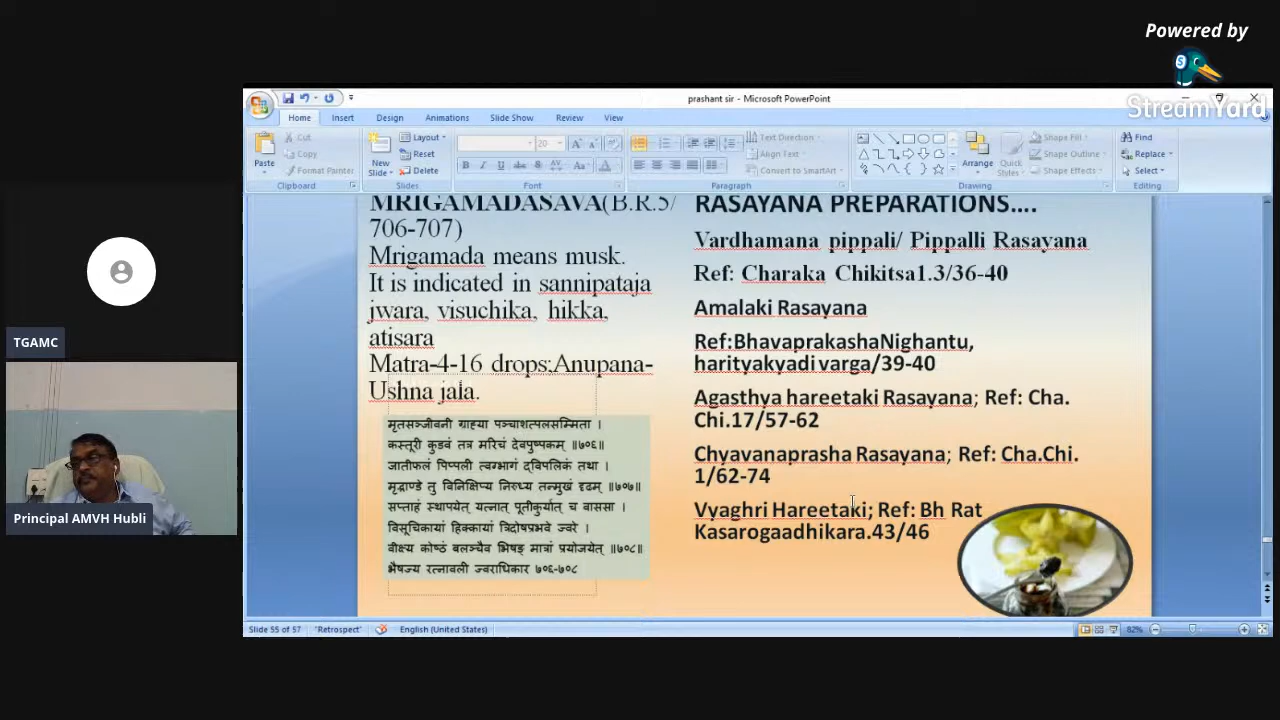 Powered by
StreamYard
prashant sir - Microsoft PowerPoint
Home Insert Design Animations Slide Show Review View
Paste
Cut
Copy
Format Painter
Clipboard
New Slide
Layout
Reset
Delete
Slides
20
Font
Text Direction
Align Text
Convert to SmartArt
Paragraph
Arrange
Quick Styles
Shape Fill
Shape Outline
Shape Effects
Drawing
Find
Replace
Select
Editing
TGAMC
Principal AMVH Hubli
MRIGAMADASAVA(B.R.5/
706-707)
Mrigamada means musk.
It is indicated in sannipataja
jwara, visuchika, hikka,
atisara
Matra-4-16 drops;Anupana-
Ushna jala.
मृतसञ्जीवनी ग्राह्या पञ्चाशत्पलसम्मिता ।
कस्तूरी कुडवं तत्र मरिचं देवपुष्पकम् ॥७०६॥
जातीफलं पिप्पली त्वग्भागं द्विपलिकं तथा ।
मृद्भाण्डे तु विनिक्षिप्य निरुध्य तन्मुखं दृढम् ॥७०७॥
सप्ताहं स्थापयेत् यत्नात् पूतीकुर्यात् च वाससा ।
विसूचिकायां हिक्कायां त्रिदोषप्रभवे ज्वरे ।
वीक्ष्य कोष्ठं बलञ्चैव भिषङ् मात्रां प्रयोजयेत् ॥७०८॥
भैषज्य रत्नावली ज्वराधिकार ७०६-७०८
RASAYANA PREPARATIONS....
Vardhamana pippali/ Pippalli Rasayana
Ref: Charaka Chikitsa1.3/36-40
Amalaki Rasayana
Ref:BhavaprakashaNighantu,
harityakyadi varga/39-40
Agasthya hareetaki Rasayana; Ref: Cha.
Chi.17/57-62
Chyavanaprasha Rasayana; Ref: Cha.Chi.
1/62-74
Vyaghri Hareetaki; Ref: Bh Rat
Kasarogaadhikara.43/46
Slide 55 of 57 "Retrospect" English (United States) 82%